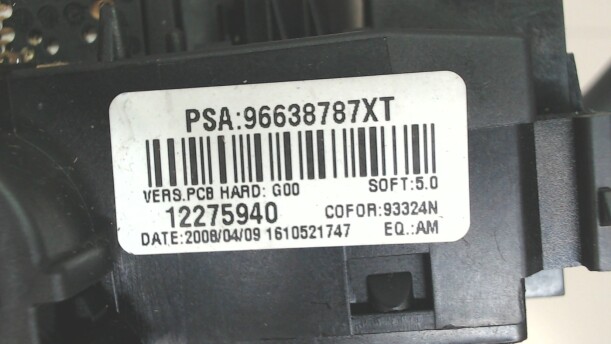 PSA:96638787XT
VERS.PCB HARD: G00 SOFT:5.0
12275940 COFOR:93324N
DATE:2008/04/09 1610521747 EQ.:AM